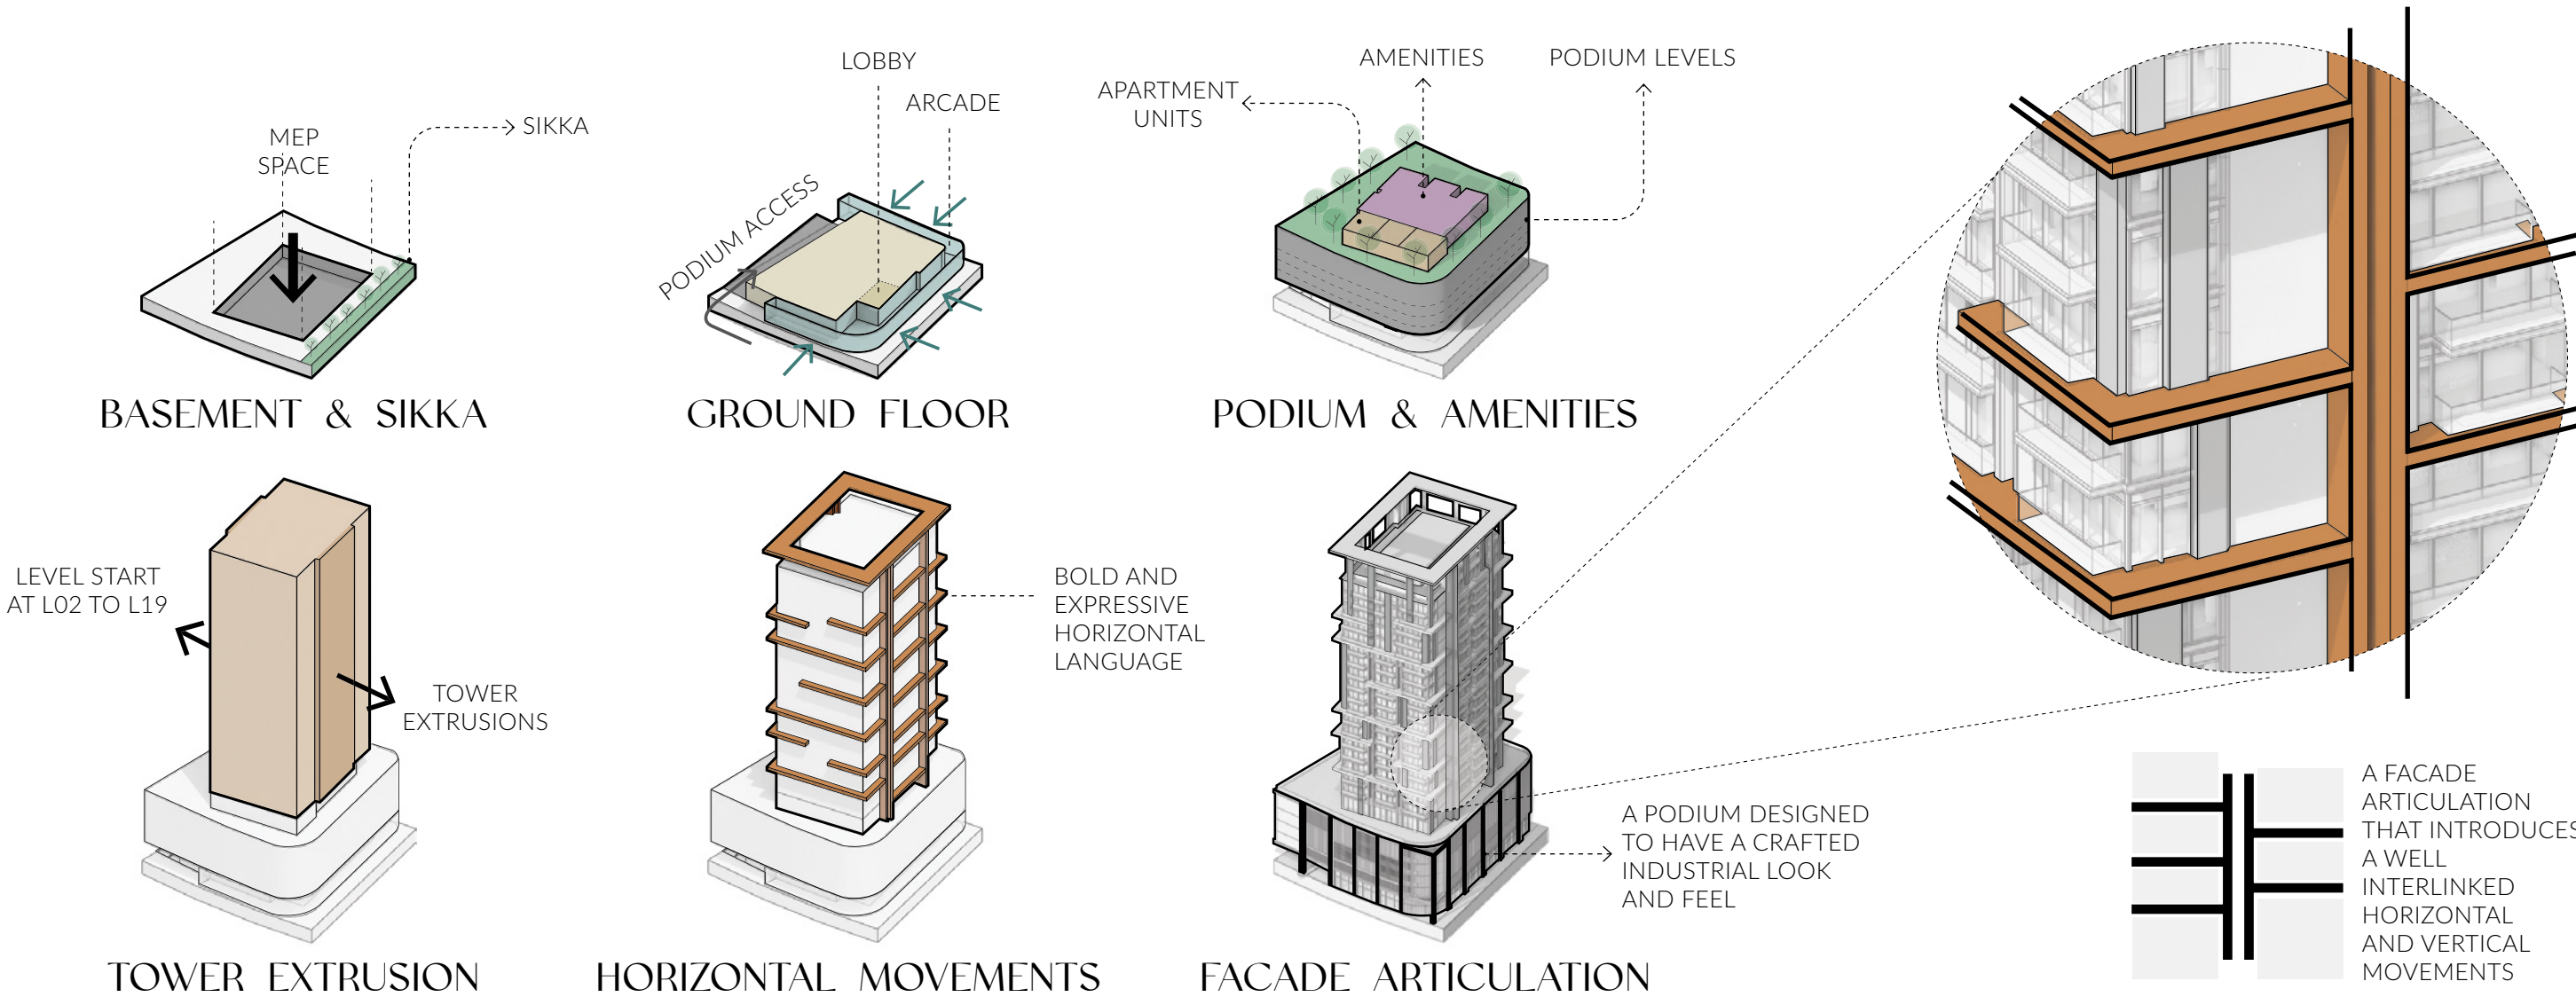 MEP
SPACE
SIKKA
BASEMENT & SIKKA
LOBBY
ARCADE
PODIUM ACCESS
GROUND FLOOR
APARTMENT
UNITS
AMENITIES
PODIUM LEVELS
PODIUM & AMENITIES
LEVEL START
AT L02 TO L19
TOWER
EXTRUSIONS
TOWER EXTRUSION
BOLD AND
EXPRESSIVE
HORIZONTAL
LANGUAGE
HORIZONTAL MOVEMENTS
A PODIUM DESIGNED
TO HAVE A CRAFTED
INDUSTRIAL LOOK
AND FEEL
FACADE ARTICULATION
A FACADE
ARTICULATION
THAT INTRODUCES
A WELL
INTERLINKED
HORIZONTAL
AND VERTICAL
MOVEMENTS